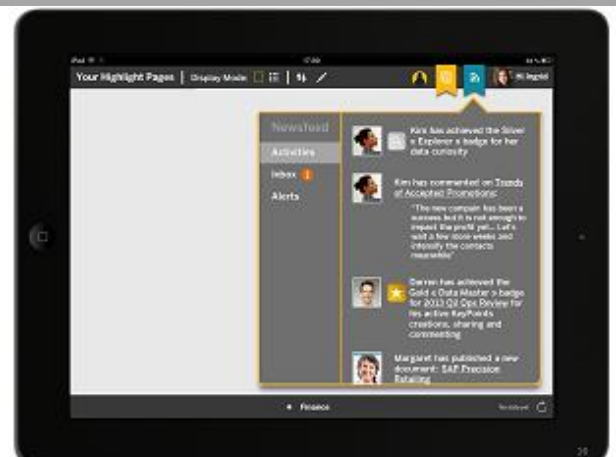 iPad
17:00
Your Highlight Pages | Display Mode
Hi Ingrid
Newsfeed
Activities
Inbox
Alerts
Kim has achieved the Silver
« Explorer » badge for her
data curiosity
Kim has commented on Trends
of Accepted Promotions:
"The new compain has been a
success but it is not enough to
impact the profit yet... Let's
wait a few more weeks and
intensify the contacts
meanwhile"
Darren has achieved the
Gold « Data Master » badge
for 2013 Q2 Ops Review for
his active KeyPoints
creations, sharing and
commenting
Margaret has published a new
document: SAP Precision
Retailing
Finance